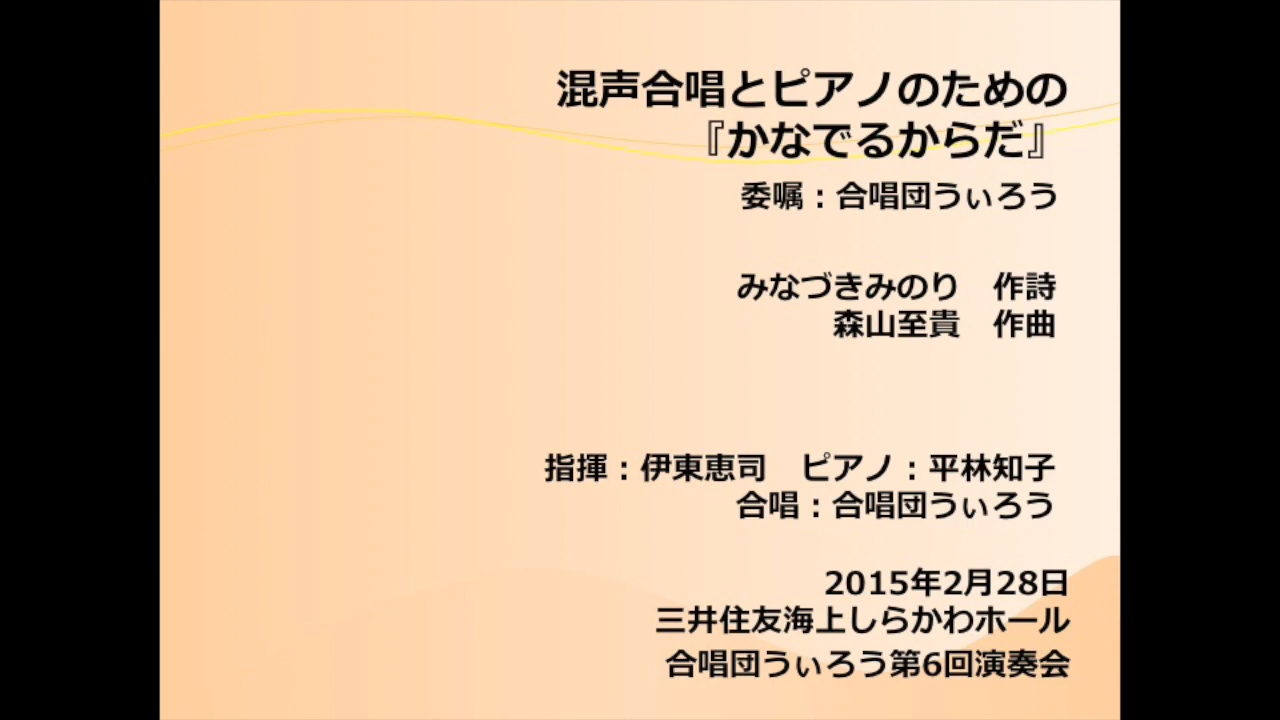 混声合唱とピアノのための
『かなでるからだ』
委嘱：合唱団うぃろう
みなづきみのり　作詩
森山至貴　作曲
指揮：伊東恵司　ピアノ：平林知子
合唱：合唱団うぃろう
2015年2月28日
三井住友海上しらかわホール
合唱団うぃろう第6回演奏会